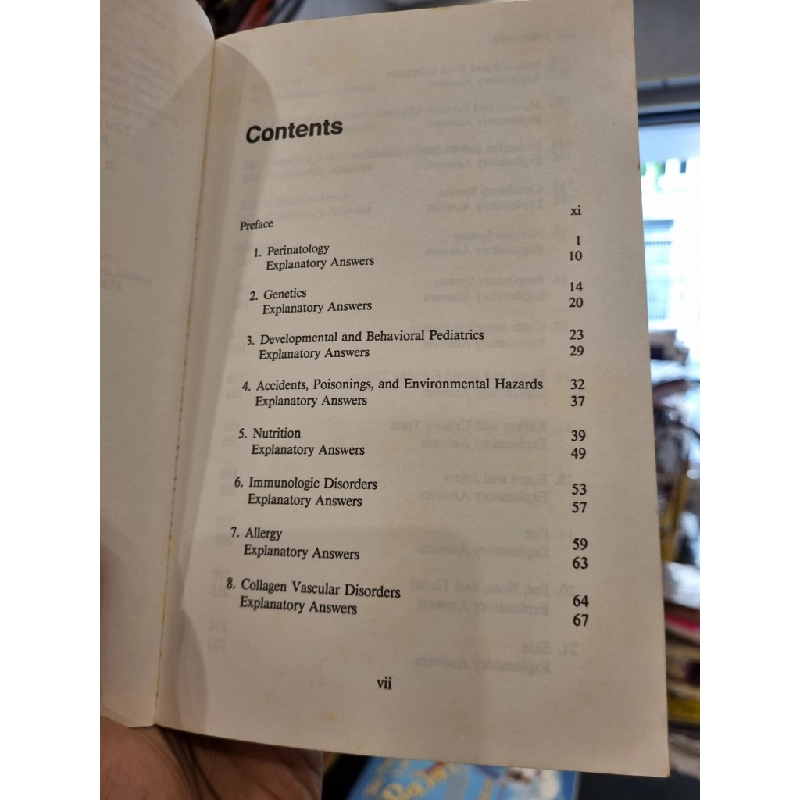 Contents
Preface xi
1. Perinatology 1
Explanatory Answers 10
2. Genetics 14
Explanatory Answers 20
3. Developmental and Behavioral Pediatrics 23
Explanatory Answers 29
4. Accidents, Poisonings, and Environmental Hazards 32
Explanatory Answers 37
5. Nutrition 39
Explanatory Answers 49
6. Immunologic Disorders 53
Explanatory Answers 57
7. Allergy 59
Explanatory Answers 63
8. Collagen Vascular Disorders 64
Explanatory Answers 67
vii